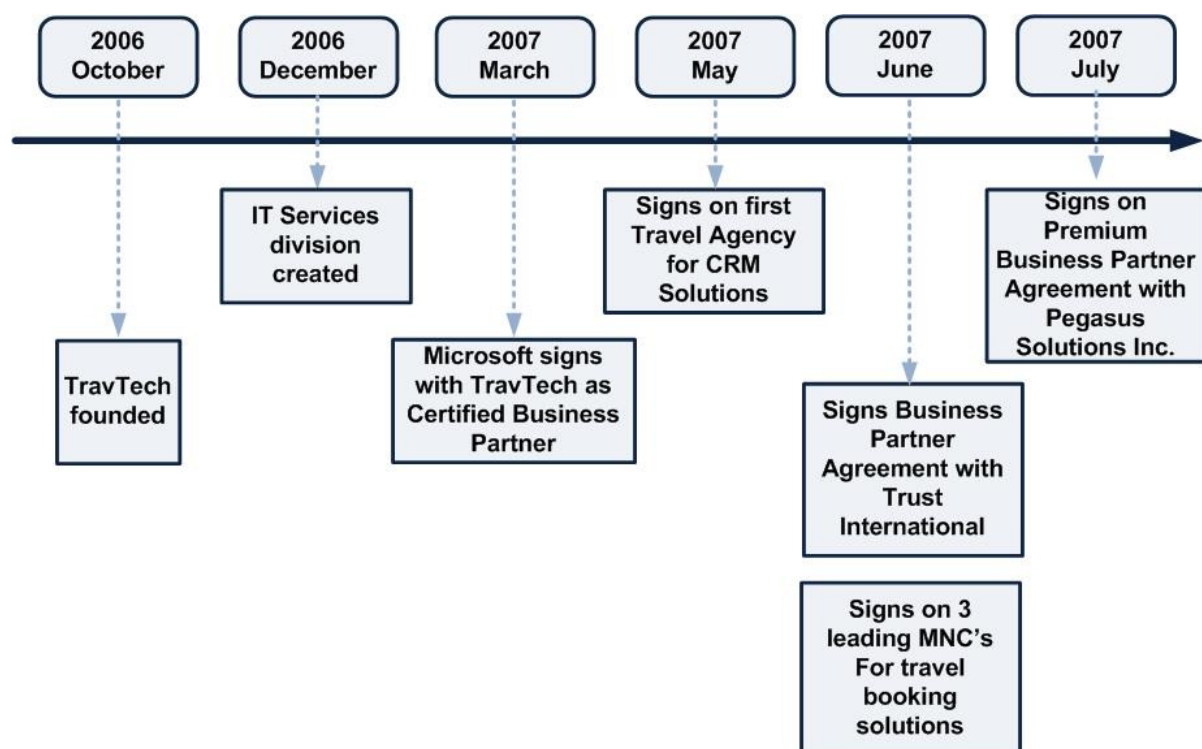 2006
October
2006
December
2007
March
2007
May
2007
June
2007
July
TravTech
founded
IT Services
division
created
Microsoft signs
with TravTech as
Certified Business
Partner
Signs on first
Travel Agency
for CRM
Solutions
Signs Business
Partner
Agreement with
Trust
International
Signs on 3
leading MNC's
For travel
booking
solutions
Signs on
Premium
Business Partner
Agreement with
Pegasus
Solutions Inc.